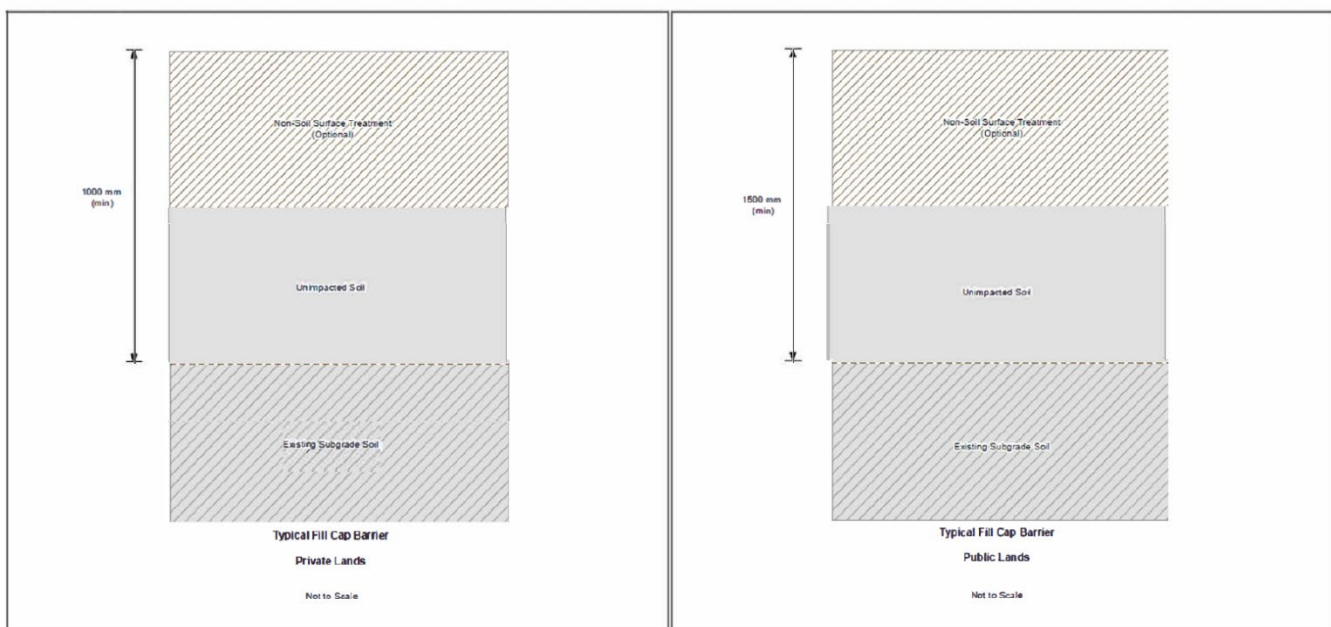 Non-Soil Surface Treatment
(Optional)
1000 mm
(min)
Unimpacted Soil
Existing Subgrade Soil
Typical Fill Cap Barrier
Private Lands
Not to Scale
Non-Soil Surface Treatment
(Optional)
1500 mm
(min)
Unimpacted Soil
Existing Subgrade Soil
Typical Fill Cap Barrier
Public Lands
Not to Scale